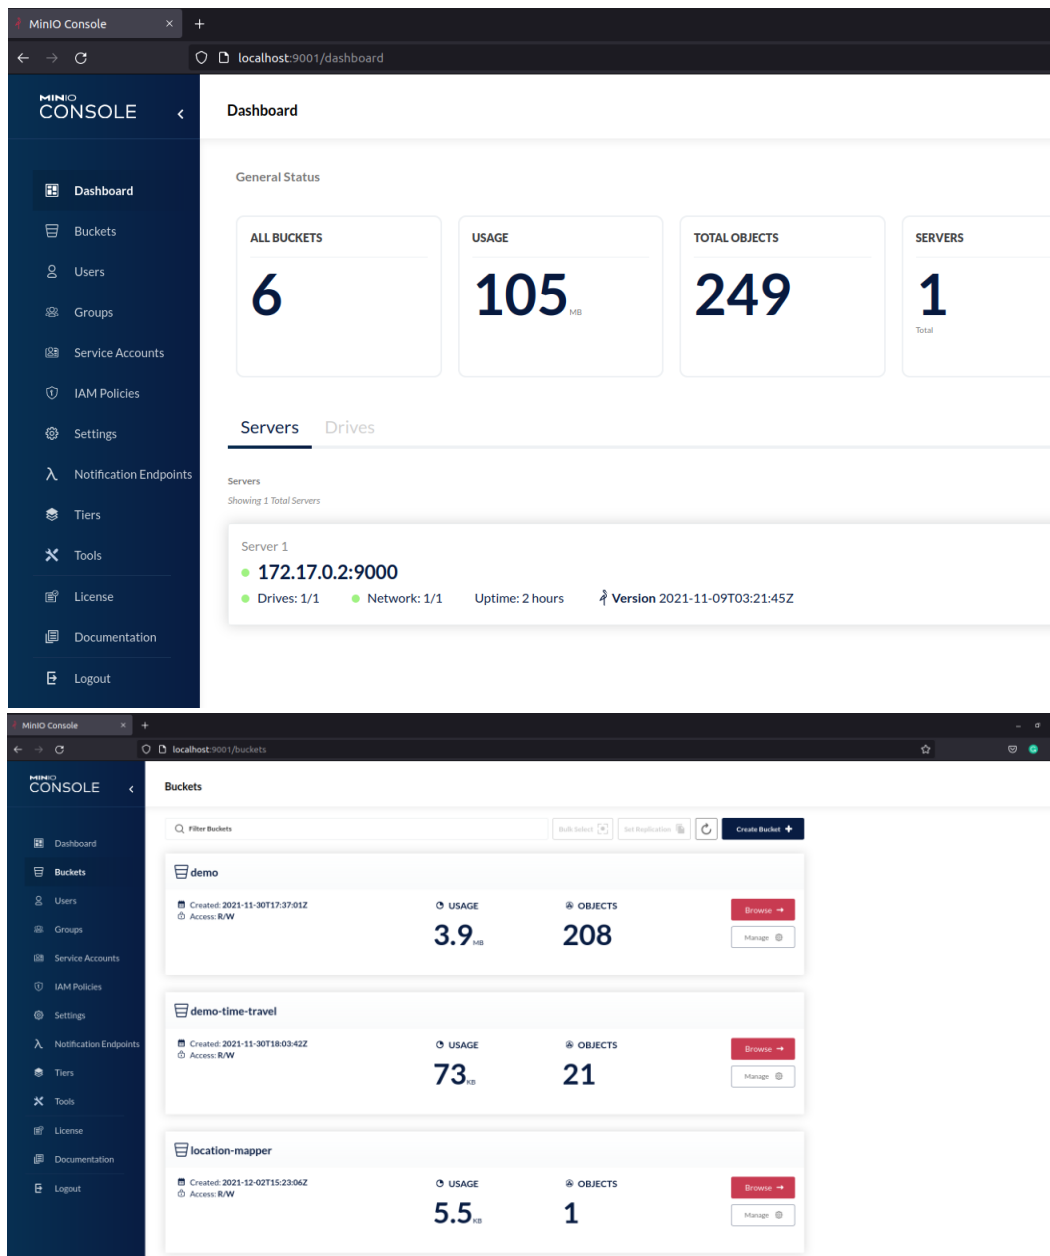 MinIO Console × +
localhost:9001/dashboard
MINIO
CONSOLE
Dashboard
Dashboard
Buckets
Users
Groups
Service Accounts
IAM Policies
Settings
Notification Endpoints
Tiers
Tools
License
Documentation
Logout
General Status
ALL BUCKETS
6
USAGE
105 MB
TOTAL OBJECTS
249
SERVERS
1
Total
Servers Drives
Servers
Showing 1 Total Servers
Server 1
172.17.0.2:9000
Drives: 1/1 Network: 1/1 Uptime: 2 hours Version 2021-11-09T03:21:45Z
MinIO Console × +
localhost:9001/buckets
MINIO
CONSOLE
Buckets
Dashboard
Buckets
Users
Groups
Service Accounts
IAM Policies
Settings
Notification Endpoints
Tiers
Tools
License
Documentation
Logout
Filter Buckets Bulk Select Set Replication Create Bucket +
demo
Created: 2021-11-30T17:37:01Z
Access: R/W
USAGE
3.9 MB
OBJECTS
208
Browse
Manage
demo-time-travel
Created: 2021-11-30T18:03:42Z
Access: R/W
USAGE
73 KB
OBJECTS
21
Browse
Manage
location-mapper
Created: 2021-12-02T15:23:06Z
Access: R/W
USAGE
5.5 KB
OBJECTS
1
Browse
Manage